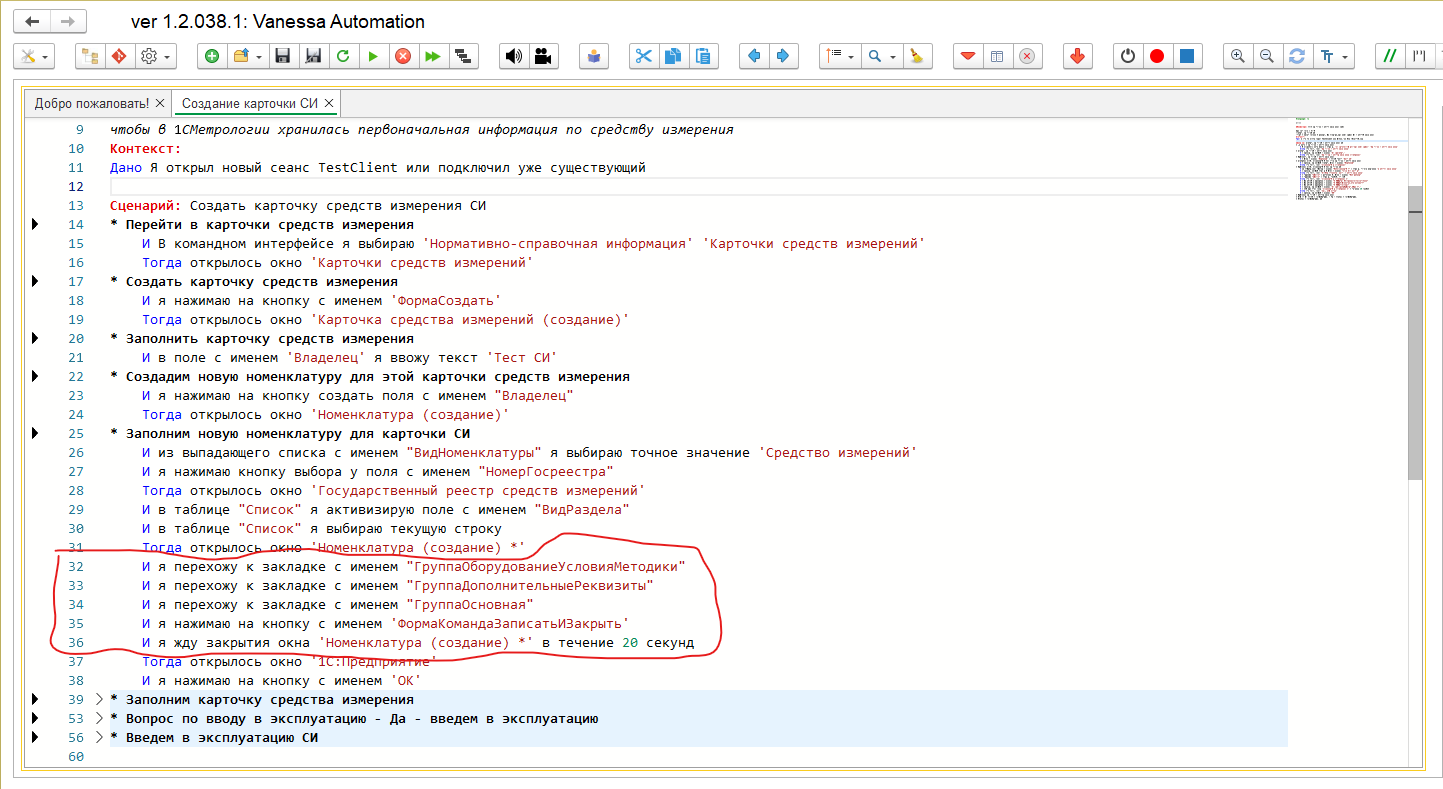 ver 1.2.038.1: Vanessa Automation
Добро пожаловать! ×
Создание карточки СИ ×
9 чтобы в 1СМетрологии хранилась первоначальная информация по средству измерения
10 Контекст:
11 Дано Я открыл новый сеанс TestClient или подключил уже существующий
12
13 Сценарий: Создать карточку средств измерения СИ
14 * Перейти в карточки средств измерения
15 И В командном интерфейсе я выбираю 'Нормативно-справочная информация' 'Карточки средств измерений'
16 Тогда открылось окно 'Карточки средств измерений'
17 * Создать карточку средств измерения
18 И я нажимаю на кнопку с именем 'ФормаСоздать'
19 Тогда открылось окно 'Карточка средства измерений (создание)'
20 * Заполнить карточку средств измерения
21 И в поле с именем 'Владелец' я ввожу текст 'Тест СИ'
22 * Создадим новую номенклатуру для этой карточки средств измерения
23 И я нажимаю на кнопку создать поля с именем "Владелец"
24 Тогда открылось окно 'Номенклатура (создание)'
25 * Заполним новую номенклатуру для карточки СИ
26 И из выпадающего списка с именем "ВидНоменклатуры" я выбираю точное значение 'Средство измерений'
27 И я нажимаю кнопку выбора у поля с именем "НомерГосреестра"
28 Тогда открылось окно 'Государственный реестр средств измерений'
29 И в таблице "Список" я активизирую поле с именем "ВидРаздела"
30 И в таблице "Список" я выбираю текущую строку
31 Тогда открылось окно 'Номенклатура (создание) *'
32 И я перехожу к закладке с именем "ГруппаОборудованиеУсловияМетодики"
33 И я перехожу к закладке с именем "ГруппаДополнительныеРеквизиты"
34 И я перехожу к закладке с именем "ГруппаОсновная"
35 И я нажимаю на кнопку с именем 'ФормаКомандаЗаписатьИЗакрыть'
36 И я жду закрытия окна 'Номенклатура (создание) *' в течение 20 секунд
37 Тогда открылось окно '1С:Предприятие'
38 И я нажимаю на кнопку с именем 'OK'
39 * Заполним карточку средства измерения
53 * Вопрос по вводу в эксплуатацию - Да - введем в эксплуатацию
56 * Введем в эксплуатацию СИ
60